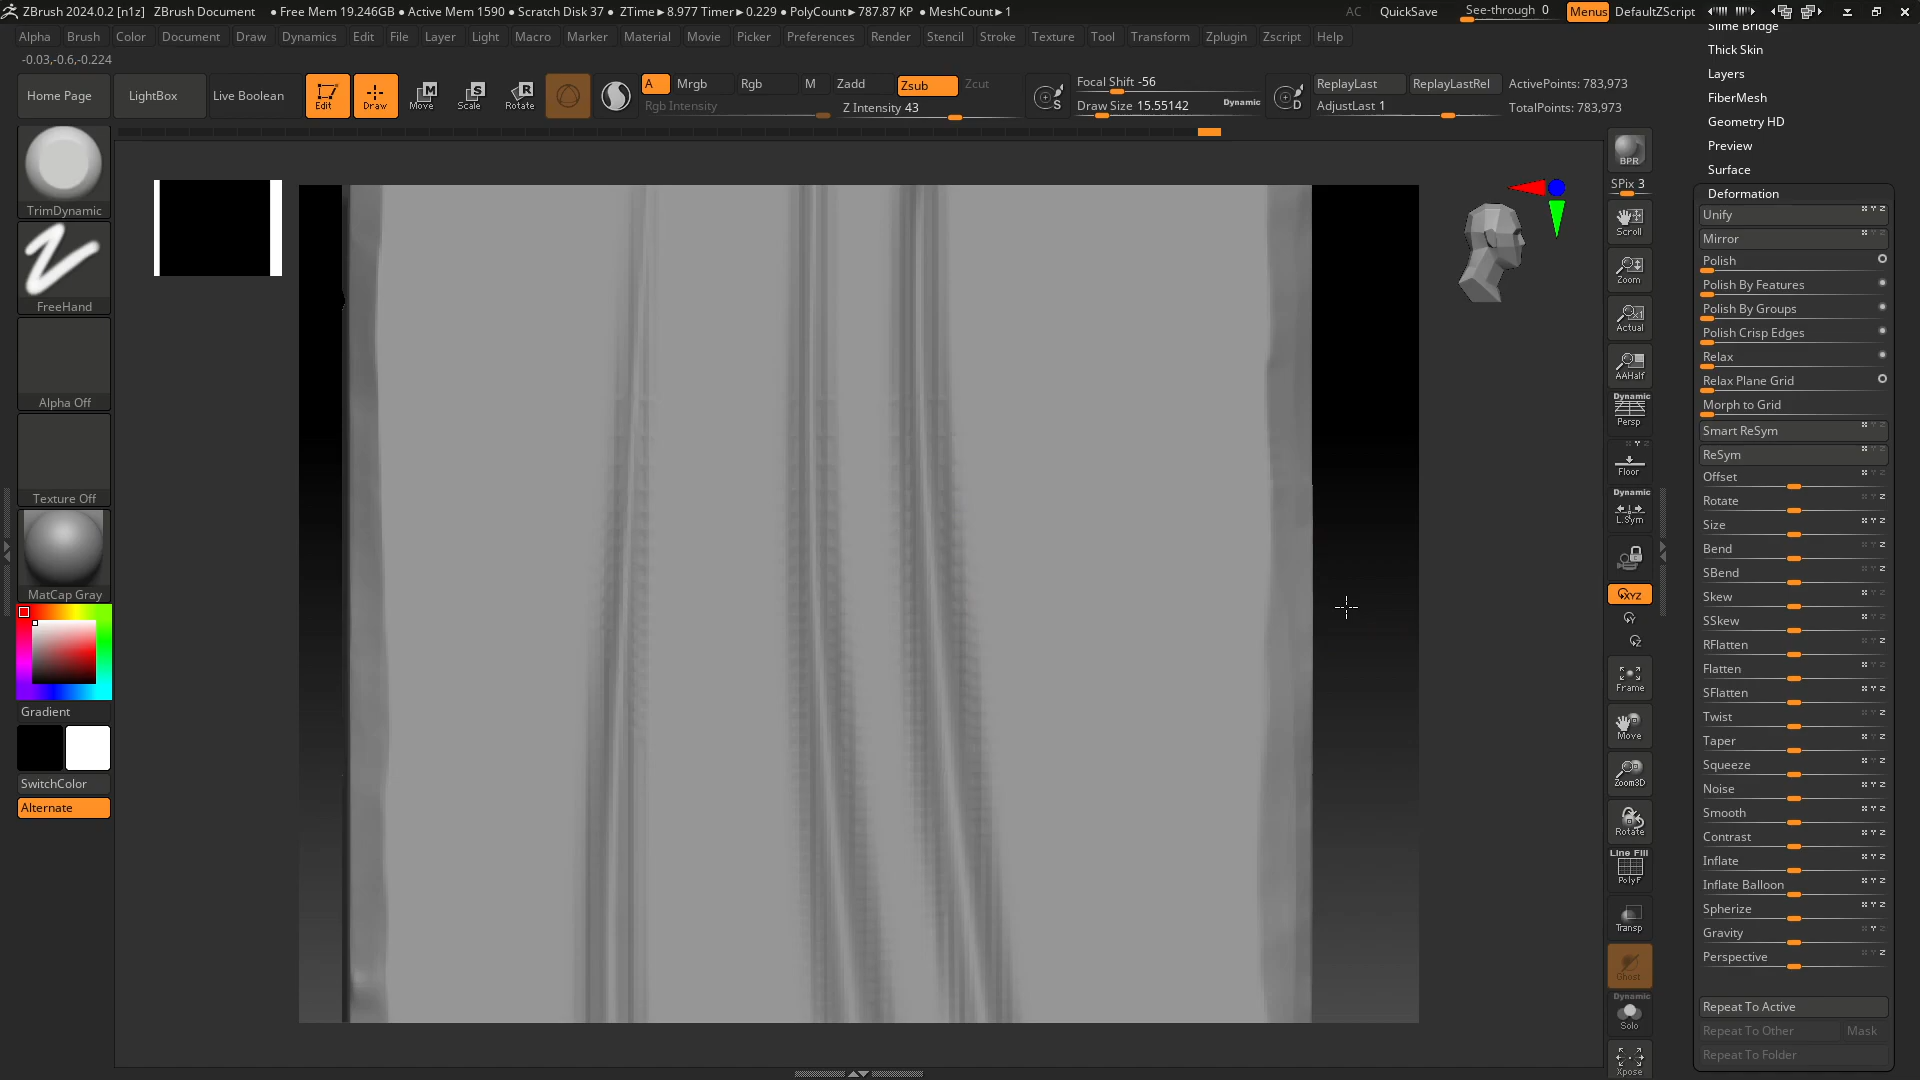 ZBrush 2024.0.2 [n1z] ZBrush Document ● Free Mem 19.246GB ● Active Mem 1590 ● Scratch Disk 37 ● ZTime►8.977 Timer►0.229 ● PolyCount►787.87 KP ● MeshCount►1 AC QuickSave See-through 0 Menus DefaultZScript
Alpha Brush Color Document Draw Dynamics Edit File Layer Light Macro Marker Material Movie Picker Preferences Render Stencil Stroke Texture Tool Transform Zplugin Zscript Help
-0.03,-0.6,-0.224
Home Page LightBox Live Boolean Edit Draw Move Scale Rotate
A Mrgb Rgb M Zadd Zsub Zcut
Rgb Intensity Z Intensity 43
Focal Shift -56
Draw Size 15.55142 Dynamic
ReplayLast ReplayLastRel
AdjustLast 1
ActivePoints: 783,973
TotalPoints: 783,973
TrimDynamic
FreeHand
Alpha Off
Texture Off
MatCap Gray
Gradient
SwitchColor
Alternate
BPR
SPix 3
Scroll
Zoom
Actual
AAHalf
Dynamic
Persp
Floor
Dynamic
L.Sym
XYZ
Frame
Move
Zoom3D
Rotate
Line Fill
PolyF
Transp
Ghost
Dynamic
Solo
Xpose
Slime Bridge
Thick Skin
Layers
FiberMesh
Geometry HD
Preview
Surface
Deformation
Unify
Mirror
Polish
Polish By Features
Polish By Groups
Polish Crisp Edges
Relax
Relax Plane Grid
Morph to Grid
Smart ReSym
ReSym
Offset
Rotate
Size
Bend
SBend
Skew
SSkew
RFlatten
Flatten
SFlatten
Twist
Taper
Squeeze
Noise
Smooth
Contrast
Inflate
Inflate Balloon
Spherize
Gravity
Perspective
Repeat To Active
Repeat To Other Mask
Repeat To Folder